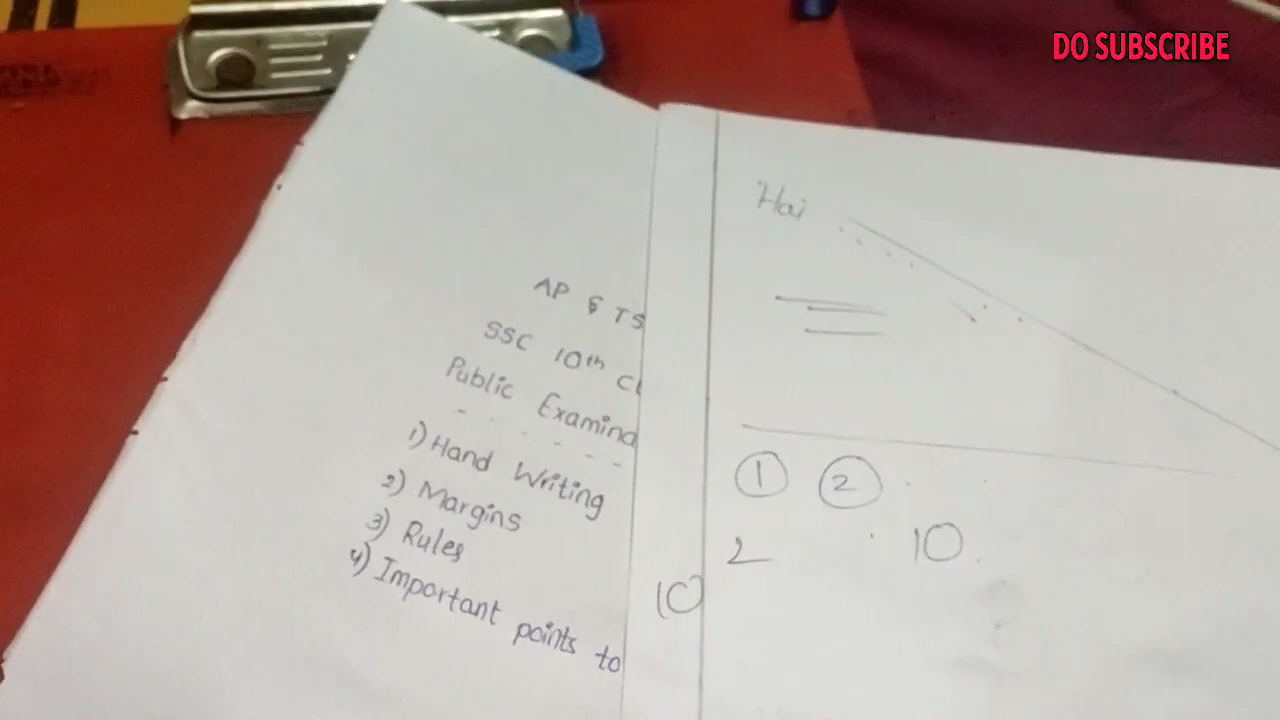 DO SUBSCRIBE
AP & TS
SSC 10th Cl
Public Examina
1) Hand Writing
2) Margins
3) Rules
4) Important points to
Hai
1 2
2 10
10